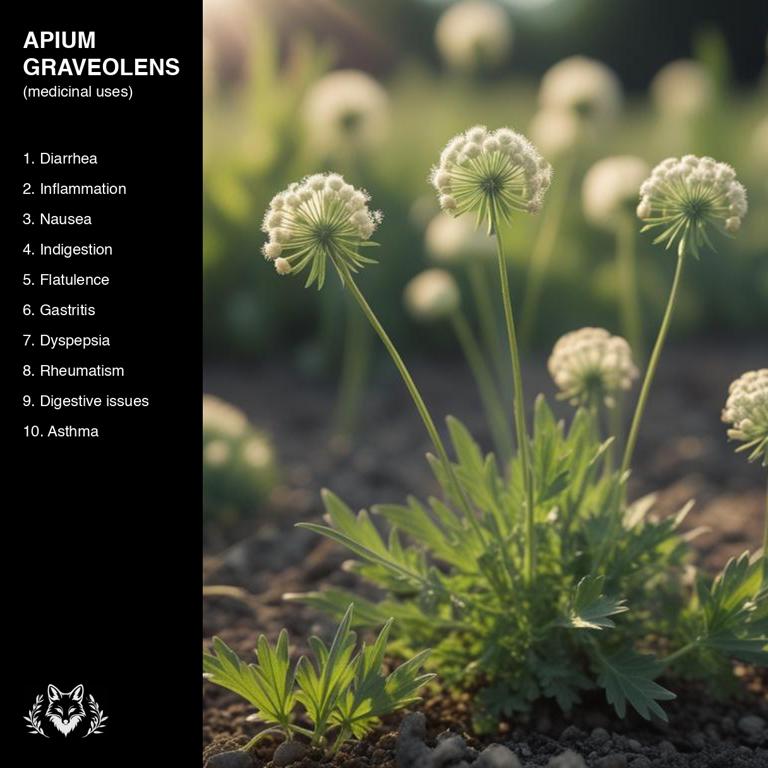 APIUM
GRAVEOLENS
(medicinal uses)
1. Diarrhea
2. Inflammation
3. Nausea
4. Indigestion
5. Flatulence
6. Gastritis
7. Dyspepsia
8. Rheumatism
9. Digestive issues
10. Asthma